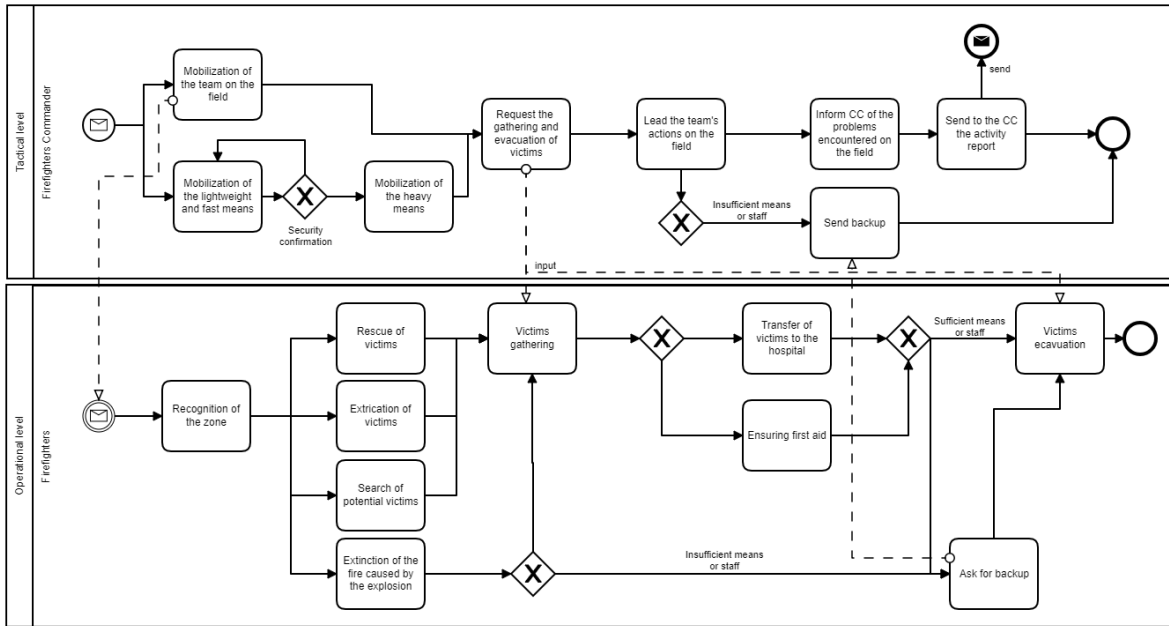 Tactical level
Firefighters Commander
Mobilization of
the team on the
field
Mobilization of
the lightweight
and fast means
Security
confirmation
Mobilization of
the heavy
means
Request the
gathering and
evacuation of
victims
Lead the team's
actions on the
field
Inform CC of the
problems
encountered on
the field
Send to the CC
the activity
report
send
Insufficient means
or staff
Send backup
input
Operational level
Firefighters
Recognition of
the zone
Rescue of
victims
Extrication of
victims
Search of
potential victims
Extinction of the
fire caused by
the explosion
Victims
gathering
Transfer of
victims to the
hospital
Ensuring first aid
Sufficient means
or staff
Victims
ecavuation
Insufficient means
or staff
Ask for backup